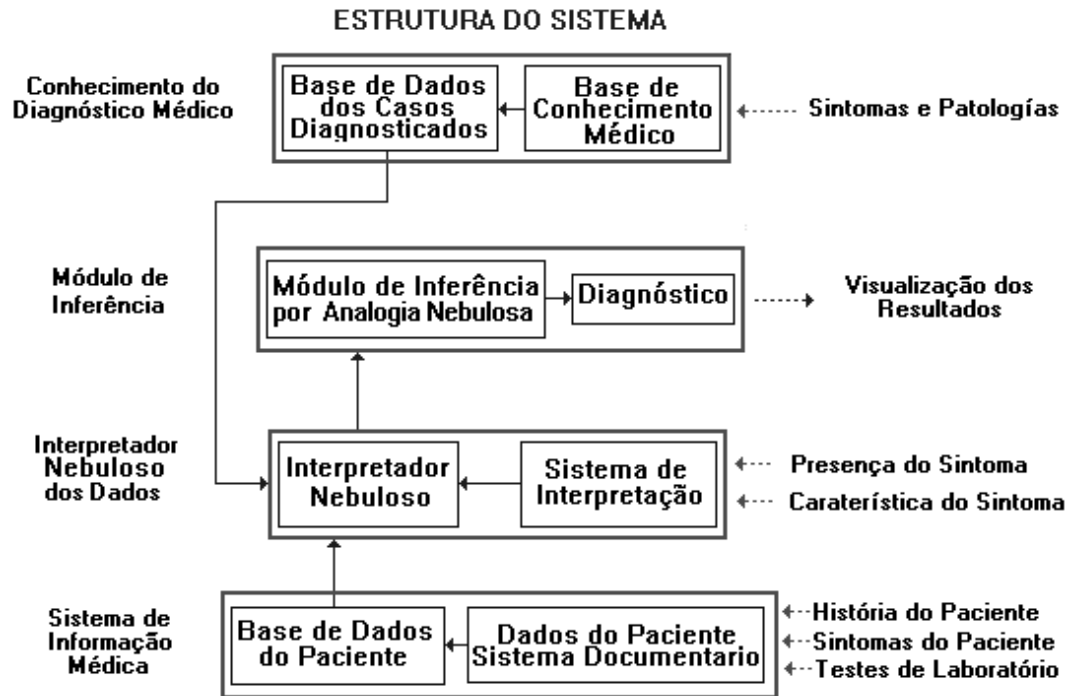 ESTRUTURA DO SISTEMA
Conhecimento do
Diagnóstico Médico
Base de Dados
dos Casos
Diagnosticados
Base de
Conhecimento
Médico
Sintomas e Patologías
Módulo de
Inferência
Módulo de Inferência
por Analogia Nebulosa
Diagnóstico
Visualização dos
Resultados
Interpretador
Nebuloso
dos Dados
Interpretador
Nebuloso
Sistema de
Interpretação
Presença do Sintoma
Caraterística do Sintoma
Sistema de
Informação
Médica
Base de Dados
do Paciente
Dados do Paciente
Sistema Documentario
História do Paciente
Sintomas do Paciente
Testes de Laboratório